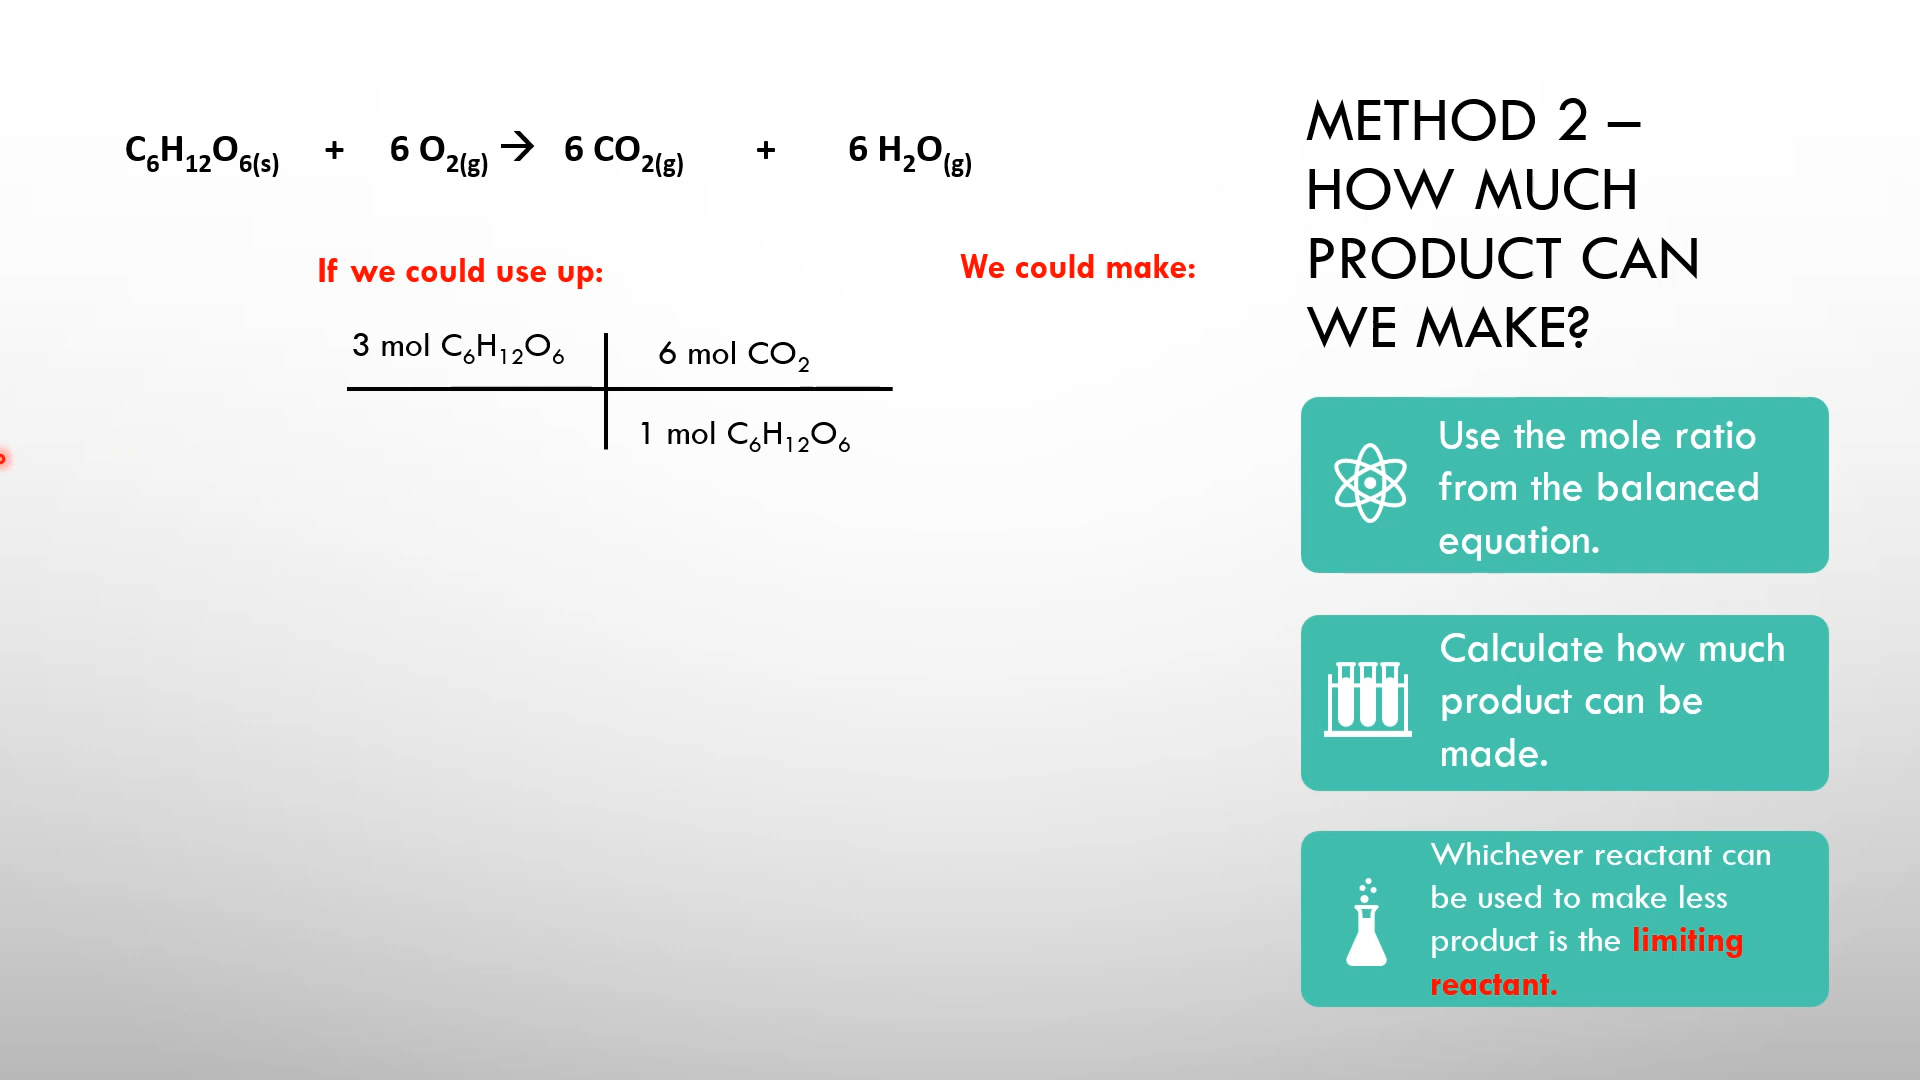 C₆H₁₂O₆(s) + 6 O₂(g) → 6 CO₂(g) + 6 H₂O(g)
If we could use up:
We could make:
3 mol C₆H₁₂O₆ 6 mol CO₂
1 mol C₆H₁₂O₆
METHOD 2 –
HOW MUCH
PRODUCT CAN
WE MAKE?
Use the mole ratio
from the balanced
equation.
Calculate how much
product can be
made.
Whichever reactant can
be used to make less
product is the limiting
reactant.